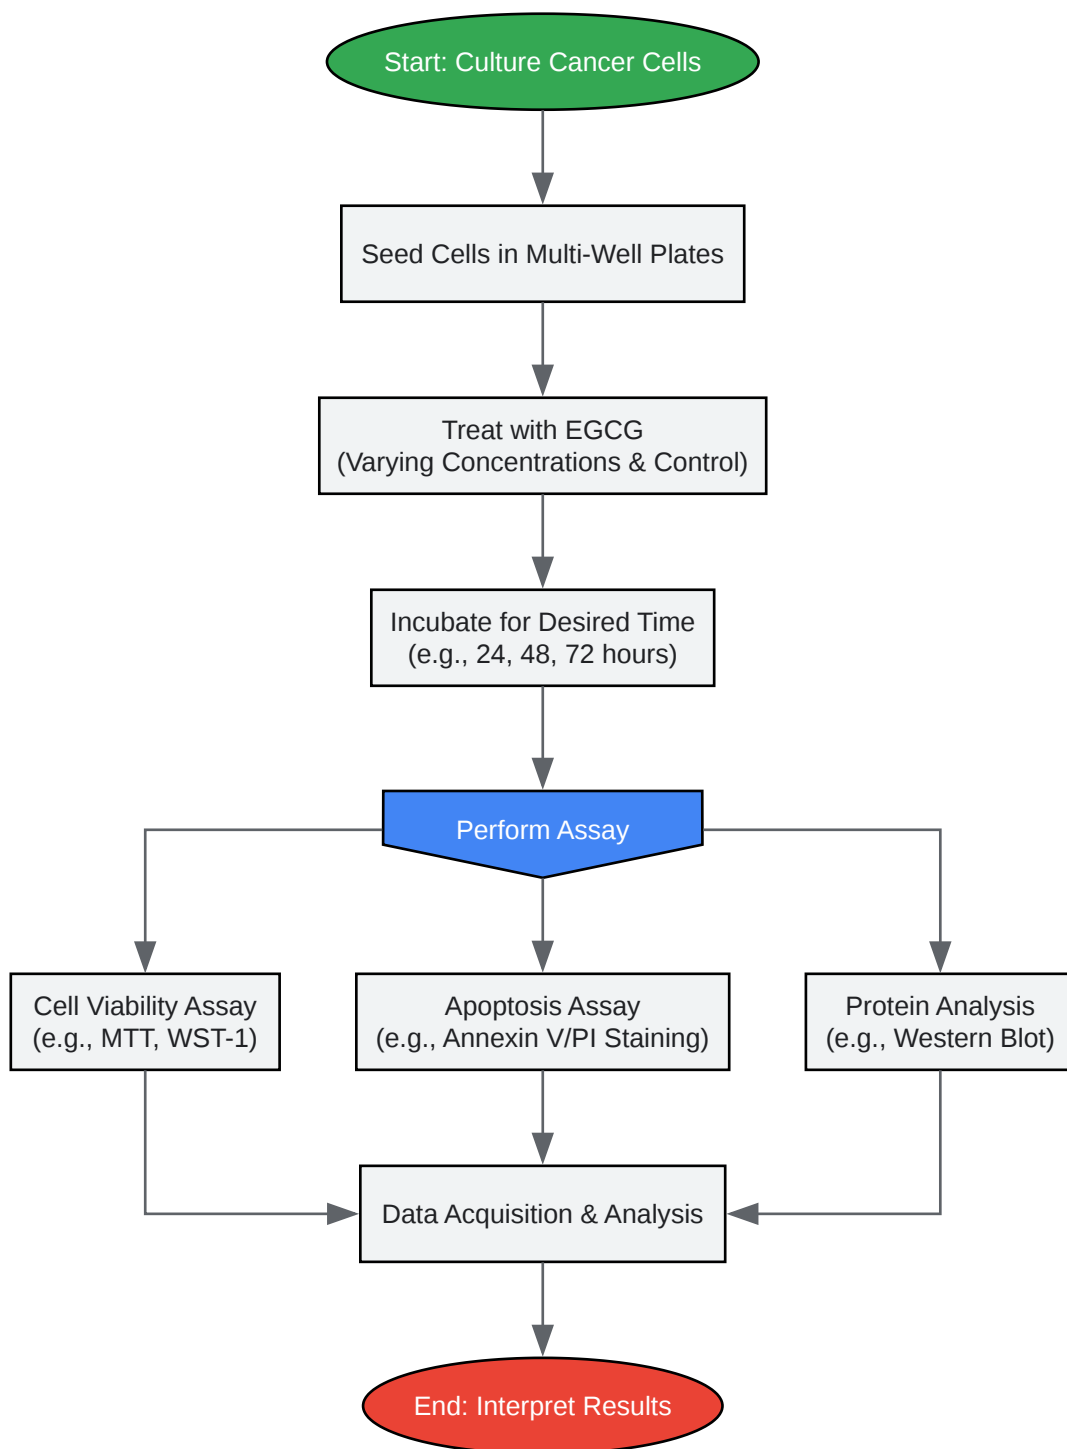 Start: Culture Cancer Cells
Seed Cells in Multi-Well Plates
Treat with EGCG
(Varying Concentrations & Control)
Incubate for Desired Time
(e.g., 24, 48, 72 hours)
Perform Assay
Cell Viability Assay
(e.g., MTT, WST-1)
Apoptosis Assay
(e.g., Annexin V/PI Staining)
Protein Analysis
(e.g., Western Blot)
Data Acquisition & Analysis
End: Interpret Results